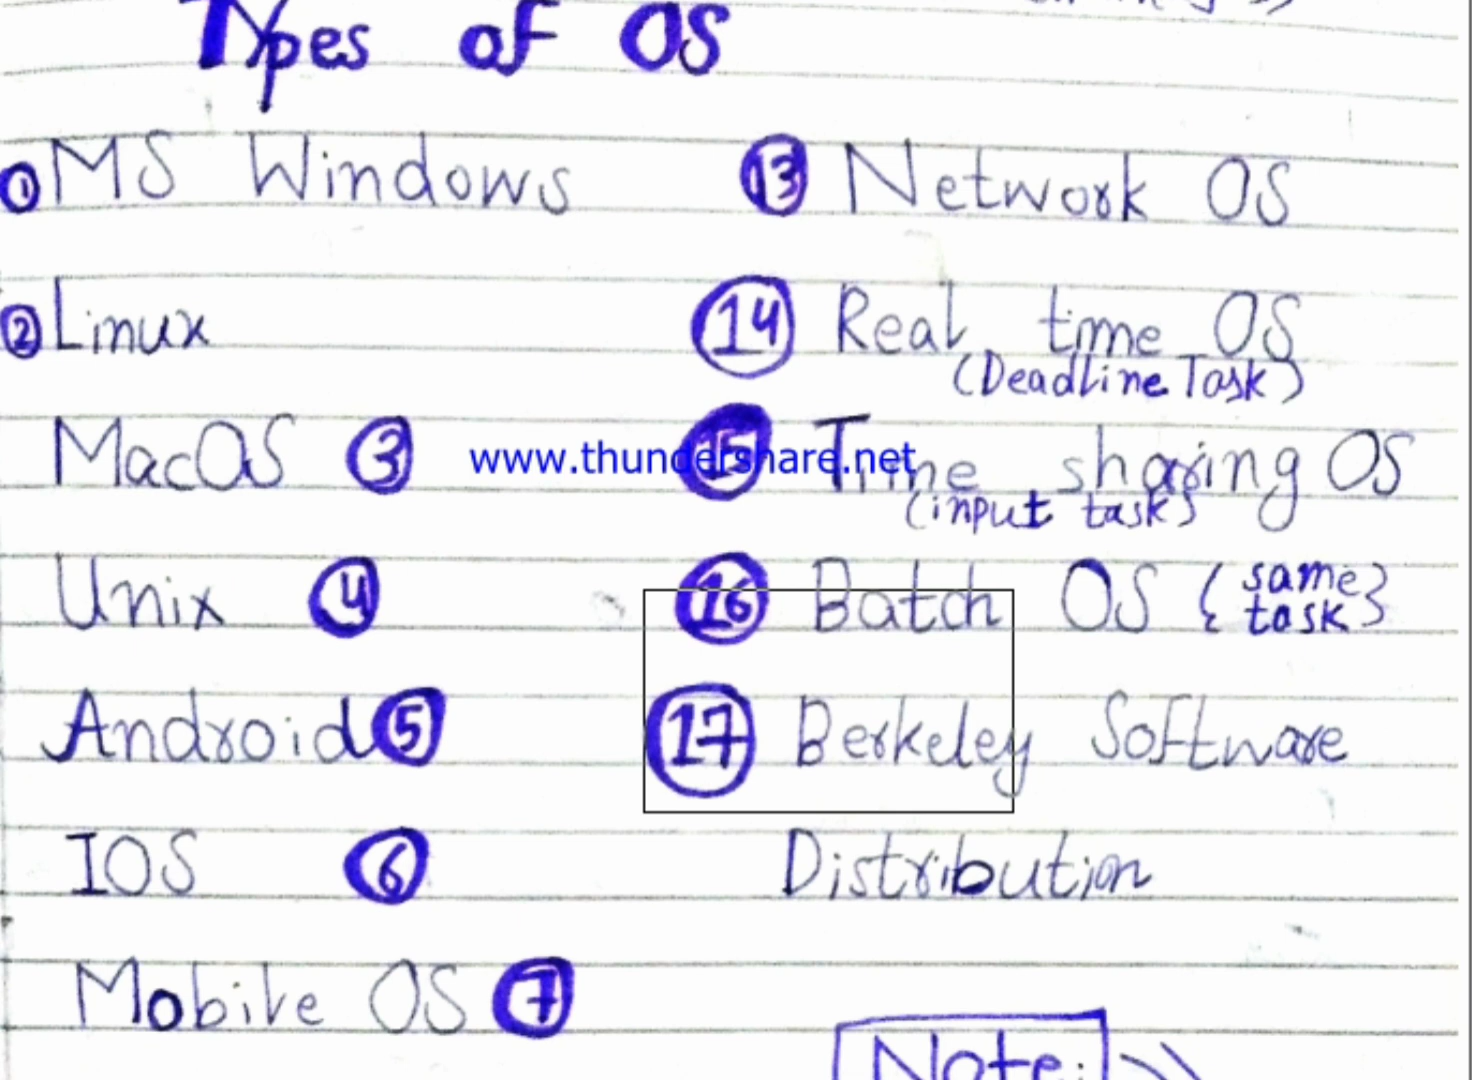 Types of OS
① MS Windows
② Linux
MacOS ③
Unix ④
Android ⑤
IOS ⑥
Mobile OS ⑦
⑬ Network OS
⑭ Real time OS
(Deadline Task)
⑮ Time sharing OS
(input task)
www.thundershare.net
⑯ Batch OS {same
task}
⑰ Berkeley Software
Distribution
Note: